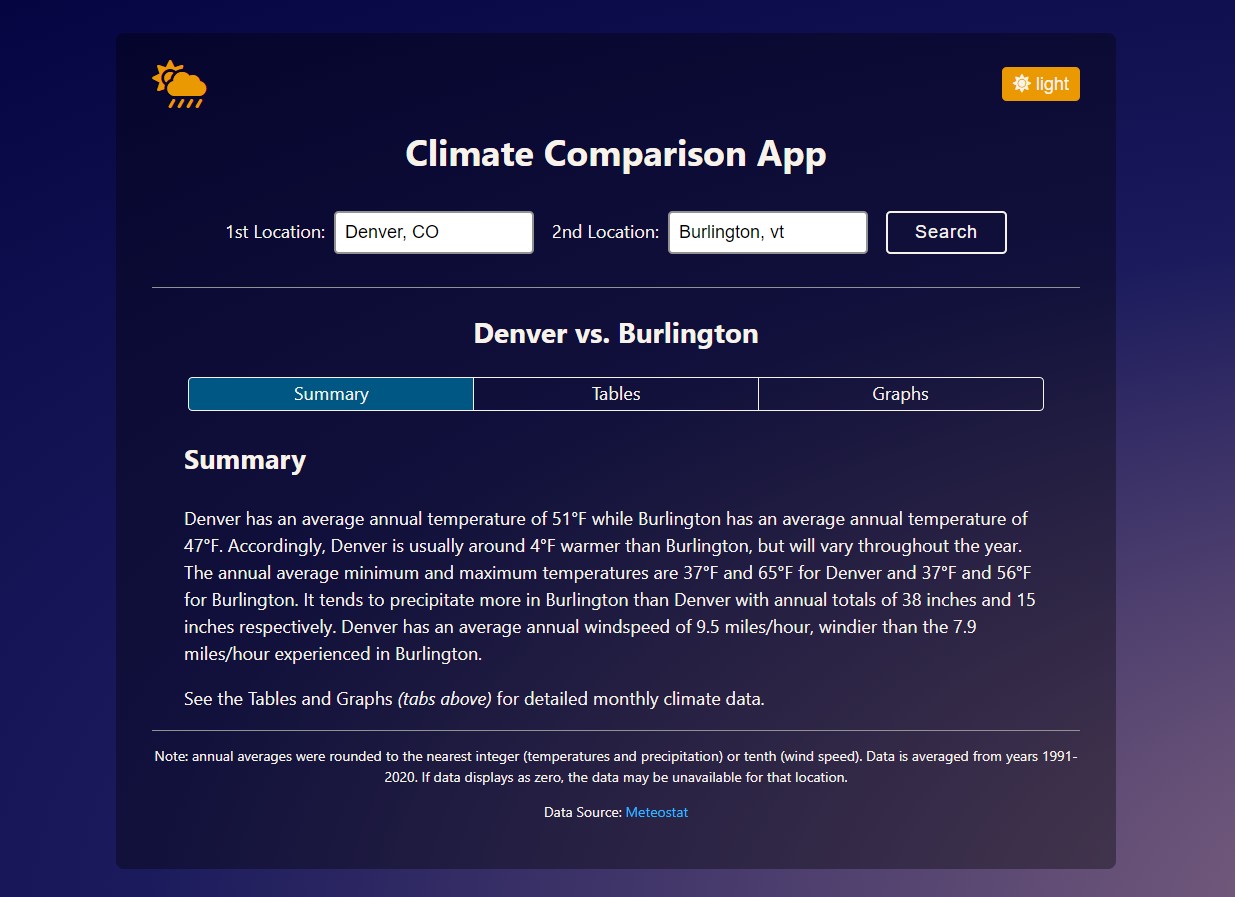 light
Climate Comparison App
1st Location: Denver, CO 2nd Location: Burlington, vt Search
Denver vs. Burlington
Summary Tables Graphs
Summary
Denver has an average annual temperature of 51°F while Burlington has an average annual temperature of
47°F. Accordingly, Denver is usually around 4°F warmer than Burlington, but will vary throughout the year.
The annual average minimum and maximum temperatures are 37°F and 65°F for Denver and 37°F and 56°F
for Burlington. It tends to precipitate more in Burlington than Denver with annual totals of 38 inches and 15
inches respectively. Denver has an average annual windspeed of 9.5 miles/hour, windier than the 7.9
miles/hour experienced in Burlington.
See the Tables and Graphs (tabs above) for detailed monthly climate data.
Note: annual averages were rounded to the nearest integer (temperatures and precipitation) or tenth (wind speed). Data is averaged from years 1991-
2020. If data displays as zero, the data may be unavailable for that location.
Data Source: Meteostat